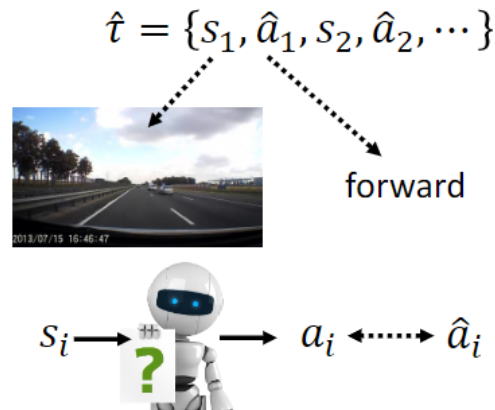 τ̂ = {s₁, â₁, s₂, â₂, ⋯}
forward
2013/07/15 16:46:47
sᵢ aᵢ âᵢ
?